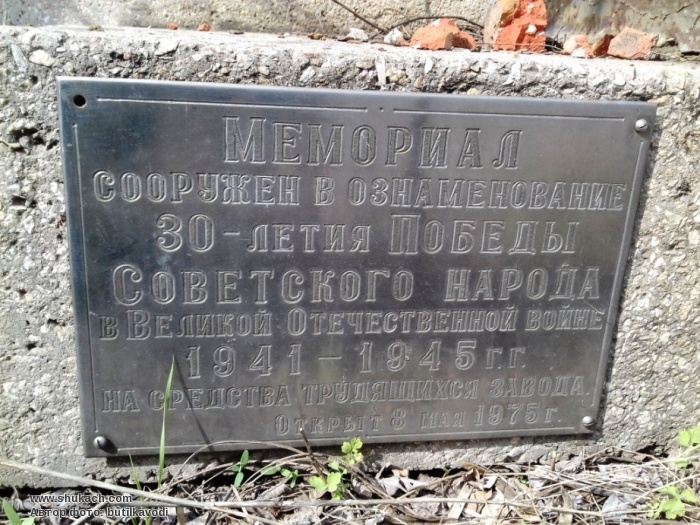 Мемориал
сооружен в ознаменование
30-летия Победы
Советского народа
в Великой Отечественной войне
1941-1945 г.г.
на средства трудящихся завода.
Открыт 8 мая 1975 г.
www.shukach.com
Автор фото: butilkavodi